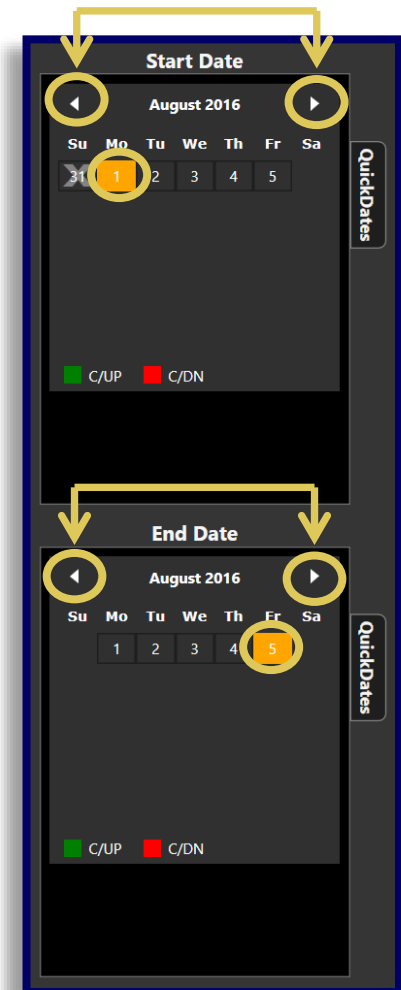 Start Date
August 2016
Su Mo Tu We Th Fr Sa
31 1 2 3 4 5
QuickDates
C/UP C/DN
End Date
August 2016
Su Mo Tu We Th Fr Sa
1 2 3 4 5
QuickDates
C/UP C/DN